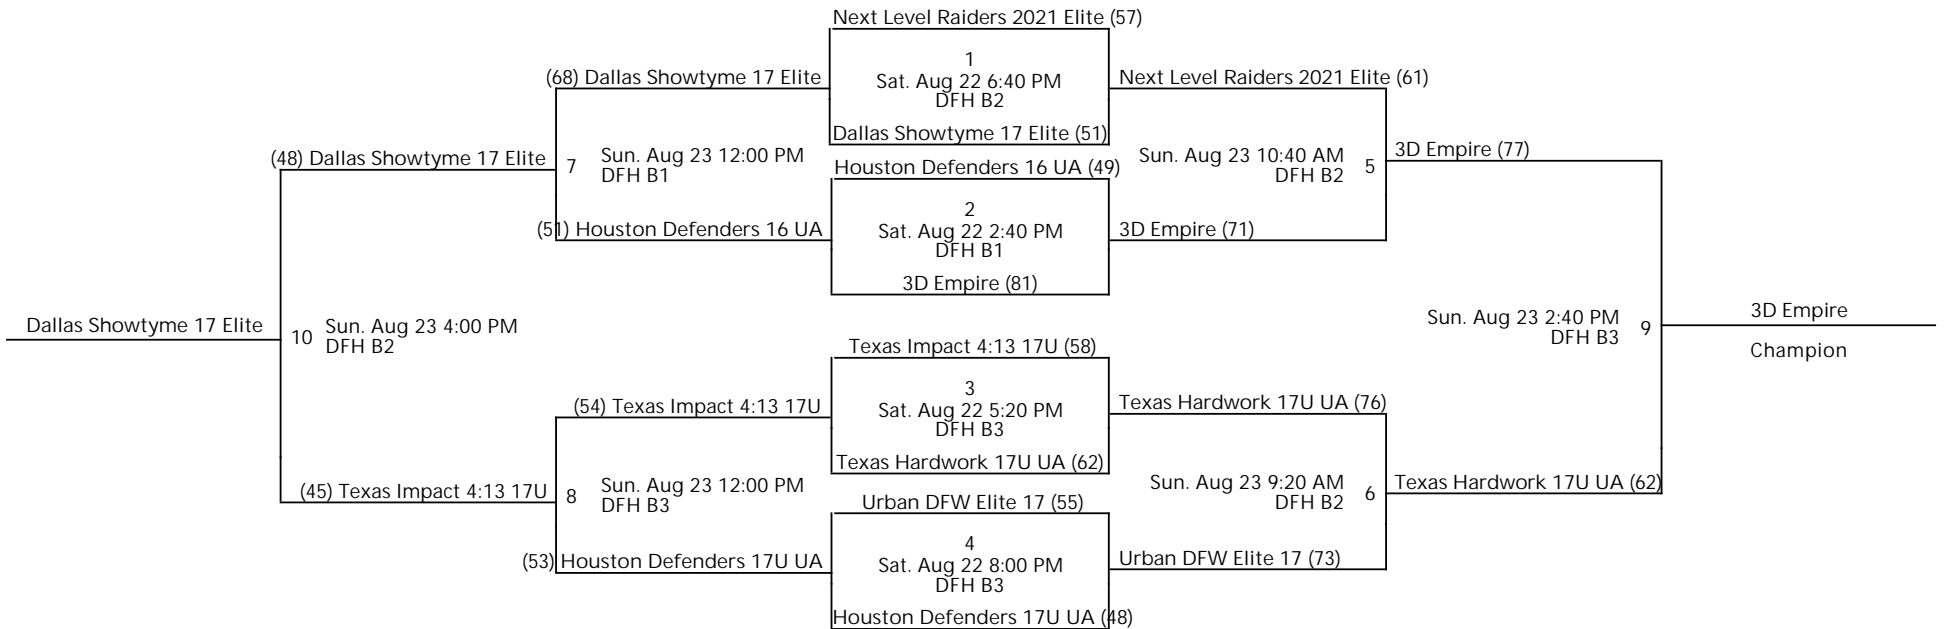 Next Level Raiders 2021 Elite (57)
1
Sat. Aug 22 6:40 PM
DFH B2
Dallas Showtyme 17 Elite (51)
(68) Dallas Showtyme 17 Elite
Next Level Raiders 2021 Elite (61)
(48) Dallas Showtyme 17 Elite
7
Sun. Aug 23 12:00 PM
DFH B1
Houston Defenders 16 UA (49)
2
Sat. Aug 22 2:40 PM
DFH B1
3D Empire (81)
Sun. Aug 23 10:40 AM
DFH B2
5
3D Empire (77)
(51) Houston Defenders 16 UA
3D Empire (71)
Dallas Showtyme 17 Elite
10
Sun. Aug 23 4:00 PM
DFH B2
Sun. Aug 23 2:40 PM
DFH B3
9
3D Empire
Champion
Texas Impact 4:13 17U (58)
3
Sat. Aug 22 5:20 PM
DFH B3
Texas Hardwork 17U UA (62)
(54) Texas Impact 4:13 17U
Texas Hardwork 17U UA (76)
(45) Texas Impact 4:13 17U
8
Sun. Aug 23 12:00 PM
DFH B3
Urban DFW Elite 17 (55)
4
Sat. Aug 22 8:00 PM
DFH B3
Houston Defenders 17U UA (48)
Sun. Aug 23 9:20 AM
DFH B2
6
Texas Hardwork 17U UA (62)
(53) Houston Defenders 17U UA
Urban DFW Elite 17 (73)